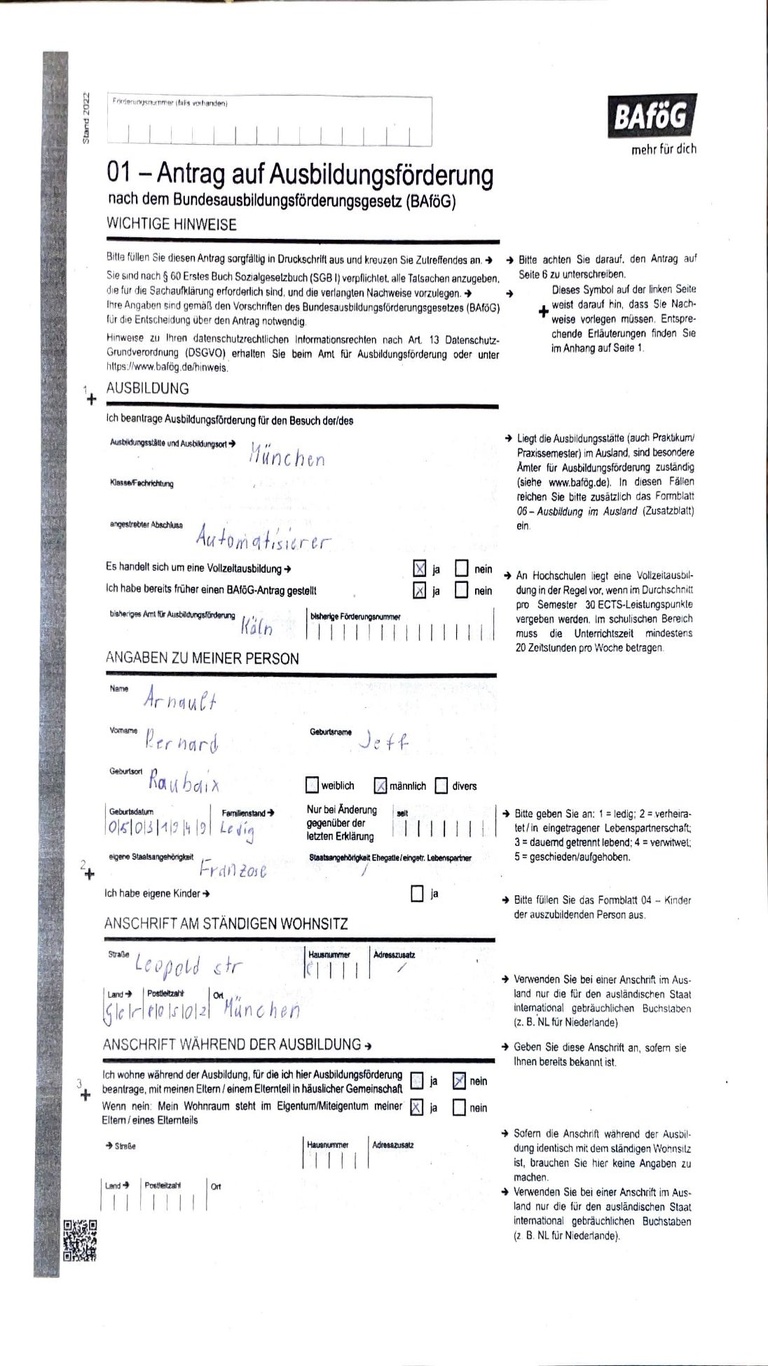 Stand 2022
Förderungsnummer (falls vorhanden)
BAföG
mehr für dich
01 – Antrag auf Ausbildungsförderung
nach dem Bundesausbildungsförderungsgesetz (BAföG)
WICHTIGE HINWEISE
Bitte füllen Sie diesen Antrag sorgfältig in Druckschrift aus und kreuzen Sie Zutreffendes an. →
Sie sind nach § 60 Erstes Buch Sozialgesetzbuch (SGB I) verpflichtet, alle Tatsachen anzugeben,
die für die Sachaufklärung erforderlich sind, und die verlangten Nachweise vorzulegen. →
Ihre Angaben sind gemäß den Vorschriften des Bundesausbildungsförderungsgesetzes (BAföG)
für die Entscheidung über den Antrag notwendig.
Hinweise zu Ihren datenschutzrechtlichen Informationsrechten nach Art. 13 Datenschutz-
Grundverordnung (DSGVO) erhalten Sie beim Amt für Ausbildungsförderung oder unter
https://www.bafög.de/hinweis.
→ Bitte achten Sie darauf, den Antrag auf
Seite 6 zu unterschreiben.
→ Dieses Symbol auf der linken Seite
+ weist darauf hin, dass Sie Nach-
weise vorlegen müssen. Entspre-
chende Erläuterungen finden Sie
im Anhang auf Seite 1.
1 +
AUSBILDUNG
Ich beantrage Ausbildungsförderung für den Besuch der/des
Ausbildungsstätte und Ausbildungsort → München
Klasse/Fachrichtung
angestrebter Abschluss Automatisierer
→ Liegt die Ausbildungsstätte (auch Praktikum/
Praxissemester) im Ausland, sind besondere
Ämter für Ausbildungsförderung zuständig
(siehe www.bafög.de). In diesen Fällen
reichen Sie bitte zusätzlich das Formblatt
06 – Ausbildung im Ausland (Zusatzblatt)
ein.
Es handelt sich um eine Vollzeitausbildung → X ja nein
Ich habe bereits früher einen BAföG-Antrag gestellt X ja nein
bisheriges Amt für Ausbildungsförderung Köln bisherige Förderungsnummer
→ An Hochschulen liegt eine Vollzeitausbil-
dung in der Regel vor, wenn im Durchschnitt
pro Semester 30 ECTS-Leistungspunkte
vergeben werden. Im schulischen Bereich
muss die Unterrichtszeit mindestens
20 Zeitstunden pro Woche betragen.
ANGABEN ZU MEINER PERSON
Name Arnault
Vorname Bernard Geburtsname Jeff
Geburtsort Raubaix weiblich X männlich divers
Geburtsdatum 05031949 Familienstand → Ledig
Nur bei Änderung
gegenüber der
letzten Erklärung
seit
→ Bitte geben Sie an: 1 = ledig; 2 = verheira-
tet / in eingetragener Lebenspartnerschaft;
3 = dauernd getrennt lebend; 4 = verwitwet;
5 = geschieden/aufgehoben.
2 +
eigene Staatsangehörigkeit Franzose Staatsangehörigkeit Ehegatte/eingetr. Lebenspartner /
Ich habe eigene Kinder → ja
→ Bitte füllen Sie das Formblatt 04 – Kinder
der auszubildenden Person aus.
ANSCHRIFT AM STÄNDIGEN WOHNSITZ
Straße Leopold str Hausnummer Adresszusatz /
Land → Postleitzahl Ort München
→ Verwenden Sie bei einer Anschrift im Aus-
land nur die für den ausländischen Staat
international gebräuchlichen Buchstaben
(z. B. NL für Niederlande)
ANSCHRIFT WÄHREND DER AUSBILDUNG →
→ Geben Sie diese Anschrift an, sofern sie
Ihnen bereits bekannt ist.
3 +
Ich wohne während der Ausbildung, für die ich hier Ausbildungsförderung
beantrage, mit meinen Eltern / einem Elternteil in häuslicher Gemeinschaft ja X nein
Wenn nein: Mein Wohnraum steht im Eigentum/Miteigentum meiner X ja nein
Eltern / eines Elternteils
→ Straße Hausnummer Adresszusatz
Land → Postleitzahl Ort
→ Sofern die Anschrift während der Ausbil-
dung identisch mit dem ständigen Wohnsitz
ist, brauchen Sie hier keine Angaben zu
machen.
→ Verwenden Sie bei einer Anschrift im Aus-
land nur die für den ausländischen Staat
international gebräuchlichen Buchstaben
(z. B. NL für Niederlande).